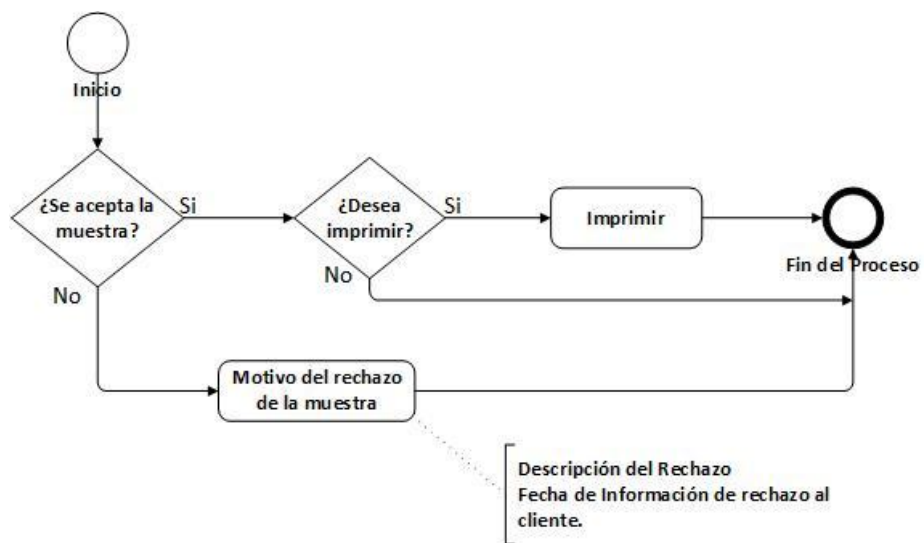 Inicio
¿Se acepta la
muestra?
Si
No
¿Desea
imprimir?
Si
No
Imprimir
Fin del Proceso
Motivo del rechazo
de la muestra
Descripción del Rechazo
Fecha de Información de rechazo al
cliente.